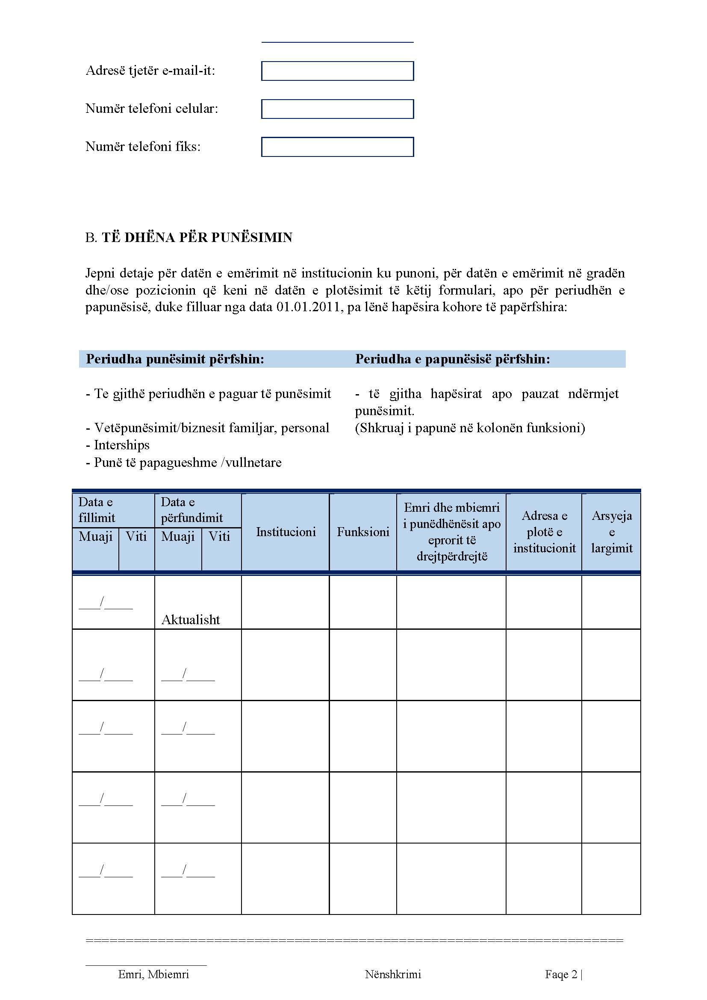 Adresë tjetër e-mail-it:
Numër telefoni celular:
Numër telefoni fiks:
B. TË DHËNA PËR PUNËSIMIN
Jepni detaje për datën e emërimit në institucionin ku punoni, për datën e emërimit në gradën
dhe/ose pozicionin që keni në datën e plotësimit të këtij formulari, apo për periudhën e
papunësisë, duke filluar nga data 01.01.2011, pa lënë hapësira kohore të papërfshira:
Periudha punësimit përfshin:
Periudha e papunësisë përfshin:
- Te gjithë periudhën e paguar të punësimit
- të gjitha hapësirat apo pauzat ndërmjet
punësimit.
- Vetëpunësimit/biznesit familjar, personal
(Shkruaj i papunë në kolonën funksioni)
- Interships
- Punë të papagueshme /vullnetare
Data e
fillimit
Data e
përfundimit
Muaji
Viti
Muaji
Viti
Institucioni
Funksioni
Emri dhe mbiemri
i punëdhënësit apo
eprorit të
drejtpërdrejtë
Adresa e
plotë e
institucionit
Arsyeja
e
largimit
___/____
Aktualisht
___/____ ___/____
___/____ ___/____
___/____ ___/____
___/____ ___/____
===================================================================
Emri, Mbiemri
Nënshkrimi
Faqe 2 |